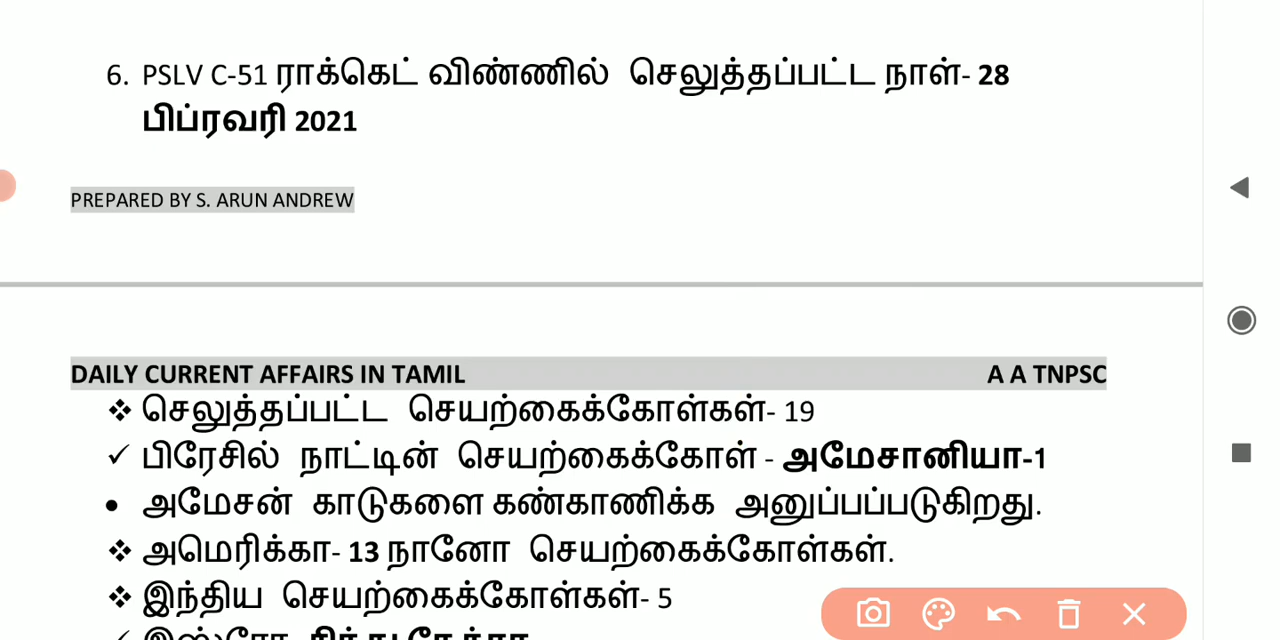 6. PSLV C-51 ராக்கெட் விண்ணில் செலுத்தப்பட்ட நாள்- 28
பிப்ரவரி 2021
PREPARED BY S. ARUN ANDREW
DAILY CURRENT AFFAIRS IN TAMIL A A TNPSC
❖ செலுத்தப்பட்ட செயற்கைக்கோள்கள்- 19
✓ பிரேசில் நாட்டின் செயற்கைக்கோள் - அமேசானியா-1
• அமேசன் காடுகளை கண்காணிக்க அனுப்பப்படுகிறது.
❖ அமெரிக்கா- 13 நானோ செயற்கைக்கோள்கள்.
❖ இந்திய செயற்கைக்கோள்கள்- 5